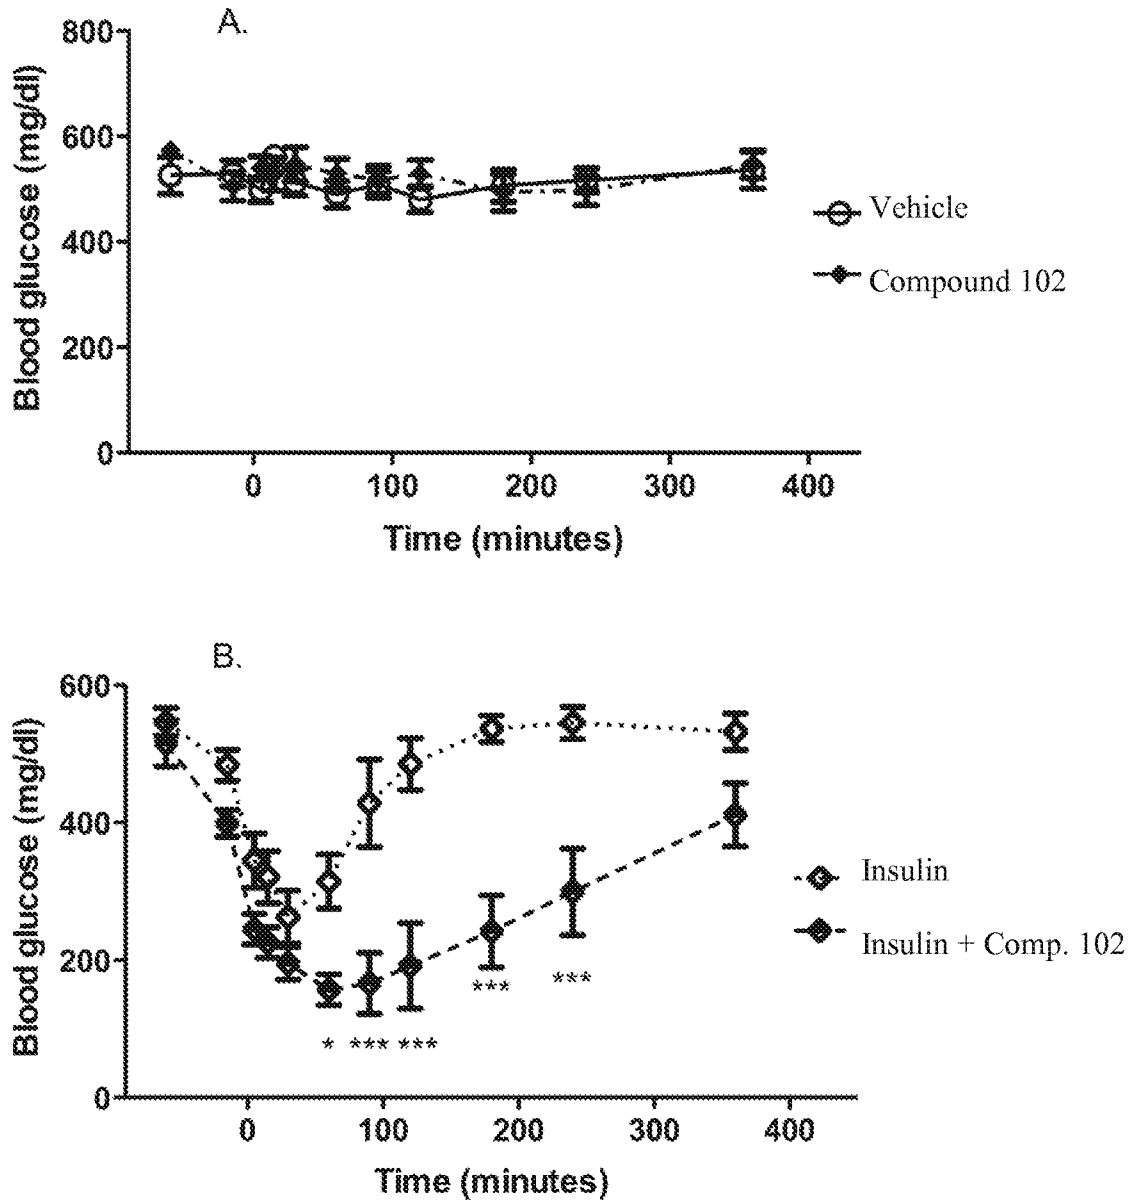 A.
800
600
400
200
0
Blood glucose (mg/dl)
0 100 200 300 400
Time (minutes)
Vehicle
Compound 102
B.
600
400
200
0
Blood glucose (mg/dl)
* *** *** *** ***
0 100 200 300 400
Time (minutes)
Insulin
Insulin + Comp. 102